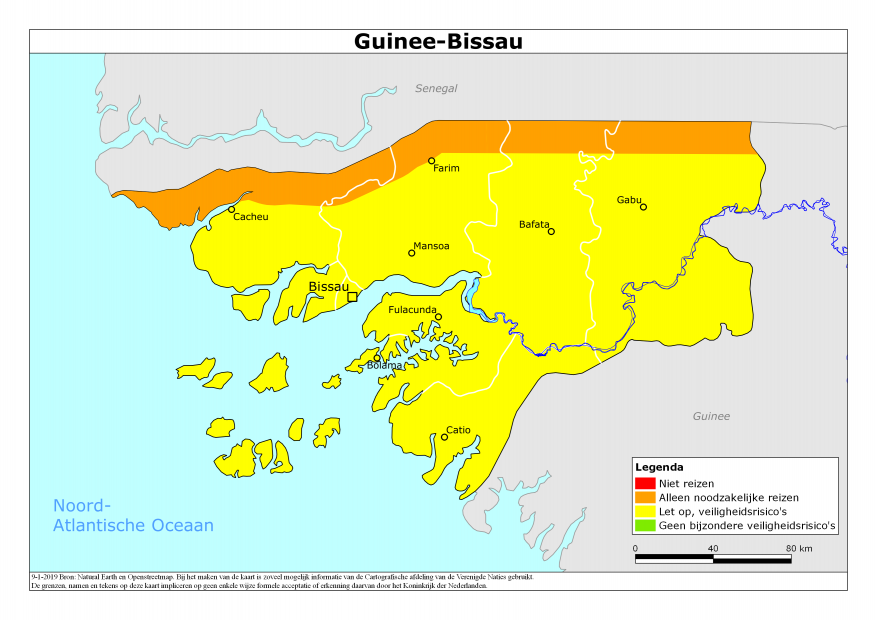 Guinee-Bissau
Senegal
Farim
Cacheu
Gabu
Bafata
Mansoa
Bissau
Fulacunda
Bolama
Guinee
Catio
Noord-
Atlantische Oceaan
Legenda
Niet reizen
Alleen noodzakelijke reizen
Let op, veiligheidsrisico's
Geen bijzondere veiligheidsrisico's
0 40 80 km
9-1-2019 Bron: Natural Earth en Openstreetmap. Bij het maken van de kaart is zoveel mogelijk informatie van de Cartografische afdeling van de Verenigde Naties gebruikt.
De grenzen, namen en tekens op deze kaart impliceren op geen enkele wijze formele acceptatie of erkenning daarvan door het Koninkrijk der Nederlanden.